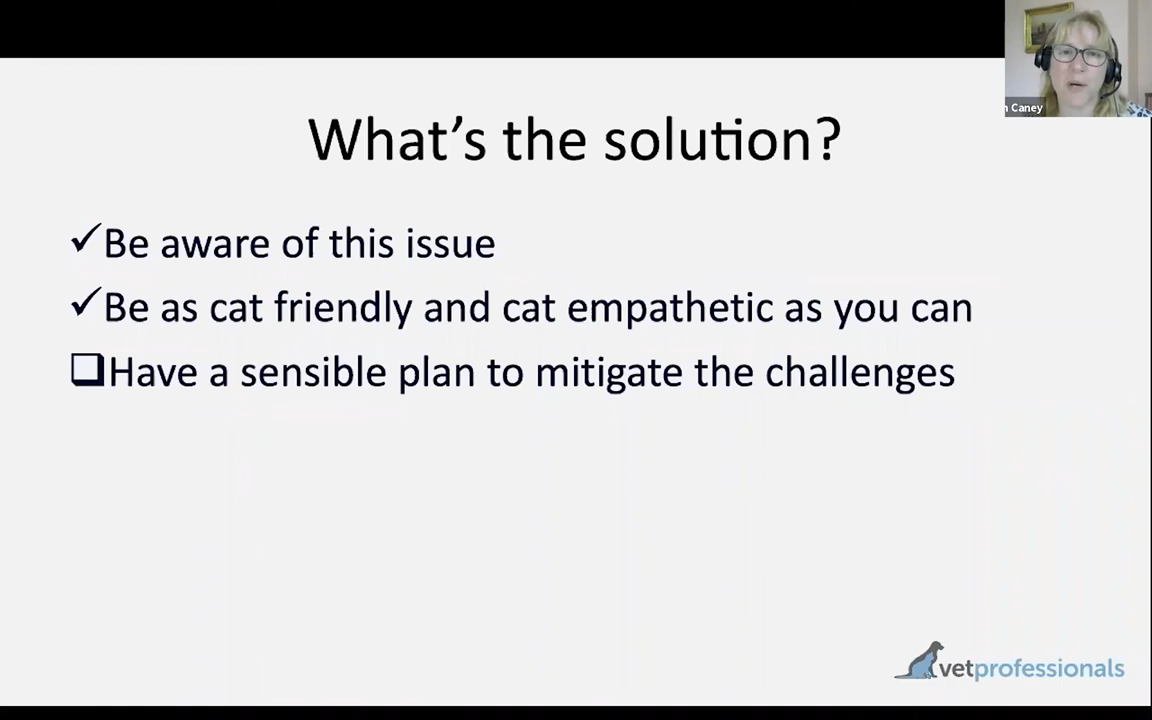 Caney
What's the solution?
✓Be aware of this issue
✓Be as cat friendly and cat empathetic as you can
❑Have a sensible plan to mitigate the challenges
vetprofessionals